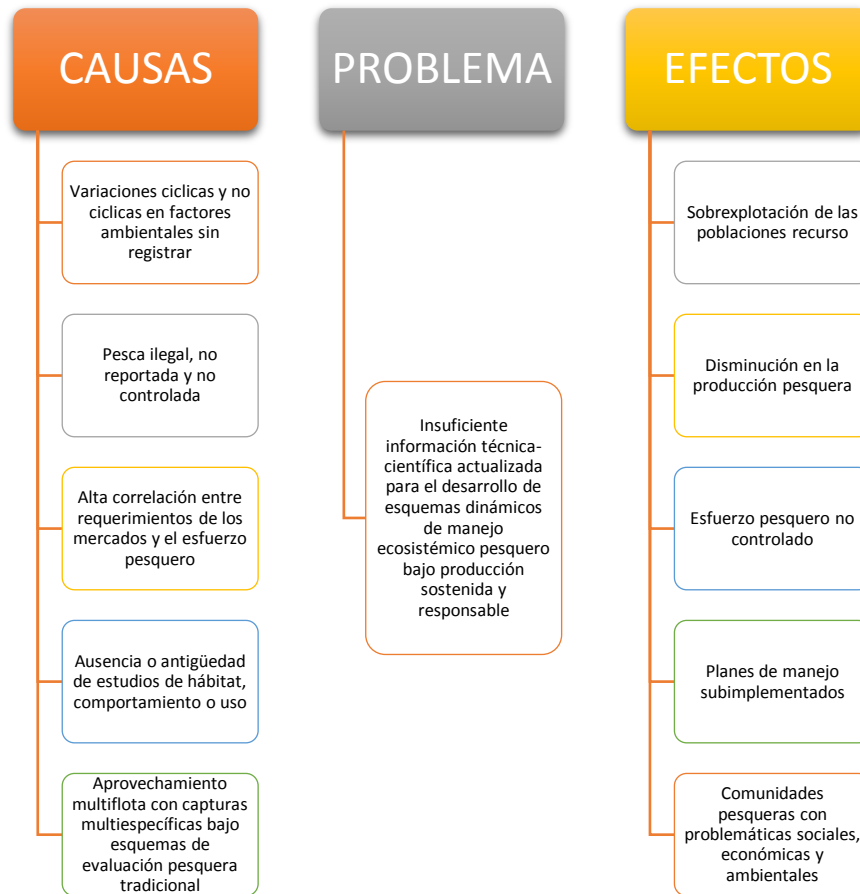 CAUSAS
Variaciones ciclicas y no
ciclicas en factores
ambientales sin
registrar
Pesca ilegal, no
reportada y no
controlada
Alta correlación entre
requerimientos de los
mercados y el esfuerzo
pesquero
Ausencia o antigüedad
de estudios de hábitat,
comportamiento o uso
Aprovechamiento
multiflota con capturas
multiespecíficas bajo
esquemas de
evaluación pesquera
tradicional
PROBLEMA
Insuficiente
información técnica-
científica actualizada
para el desarrollo de
esquemas dinámicos
de manejo
ecosistémico pesquero
bajo producción
sostenida y
responsable
EFECTOS
Sobrexplotación de las
poblaciones recurso
Disminución en la
producción pesquera
Esfuerzo pesquero no
controlado
Planes de manejo
subimplementados
Comunidades
pesqueras con
problemáticas sociales,
económicas y
ambientales